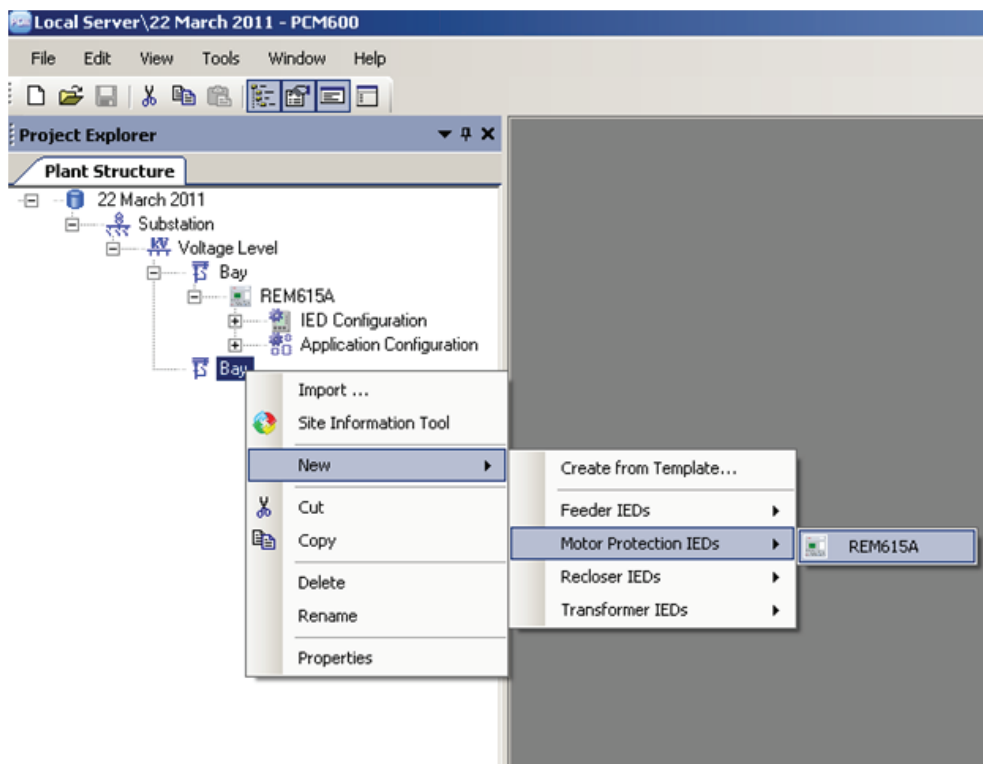 Local Server\22 March 2011 - PCM600
File Edit View Tools Window Help
Project Explorer
Plant Structure
22 March 2011
Substation
Voltage Level
Bay
REM615A
IED Configuration
Application Configuration
Bay
Import ...
Site Information Tool
New
Cut
Copy
Delete
Rename
Properties
Create from Template...
Feeder IEDs
Motor Protection IEDs
Recloser IEDs
Transformer IEDs
REM615A